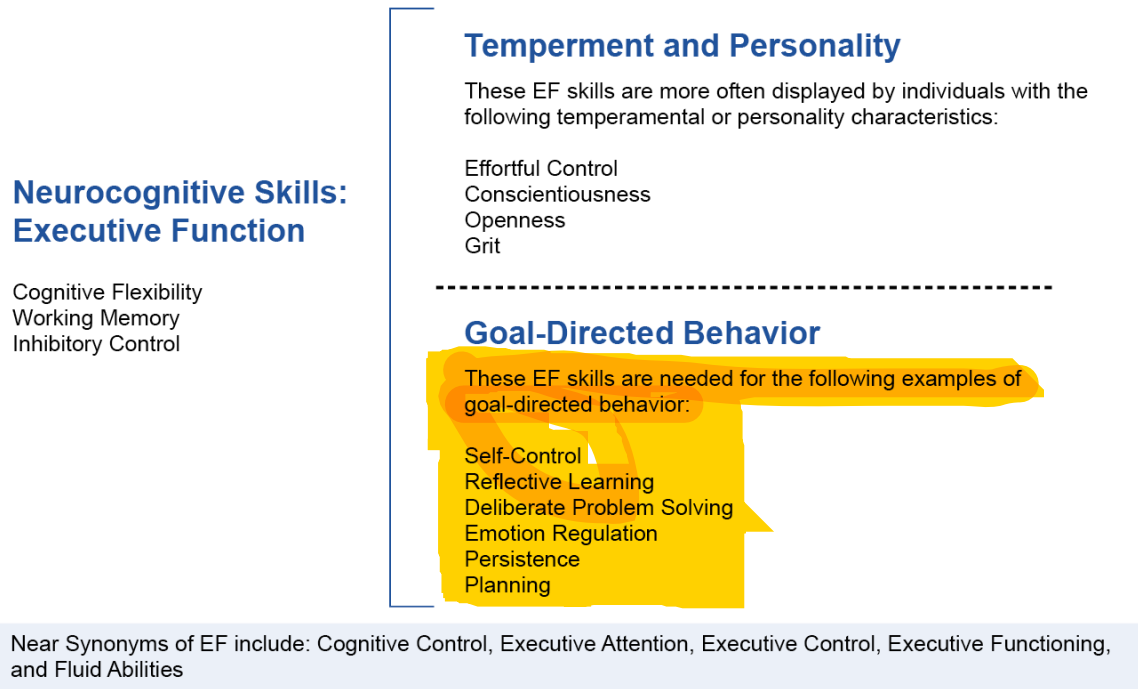 Neurocognitive Skills:
Executive Function
Cognitive Flexibility
Working Memory
Inhibitory Control
Temperment and Personality
These EF skills are more often displayed by individuals with the
following temperamental or personality characteristics:
Effortful Control
Conscientiousness
Openness
Grit
Goal-Directed Behavior
These EF skills are needed for the following examples of
goal-directed behavior:
Self-Control
Reflective Learning
Deliberate Problem Solving
Emotion Regulation
Persistence
Planning
Near Synonyms of EF include: Cognitive Control, Executive Attention, Executive Control, Executive Functioning,
and Fluid Abilities